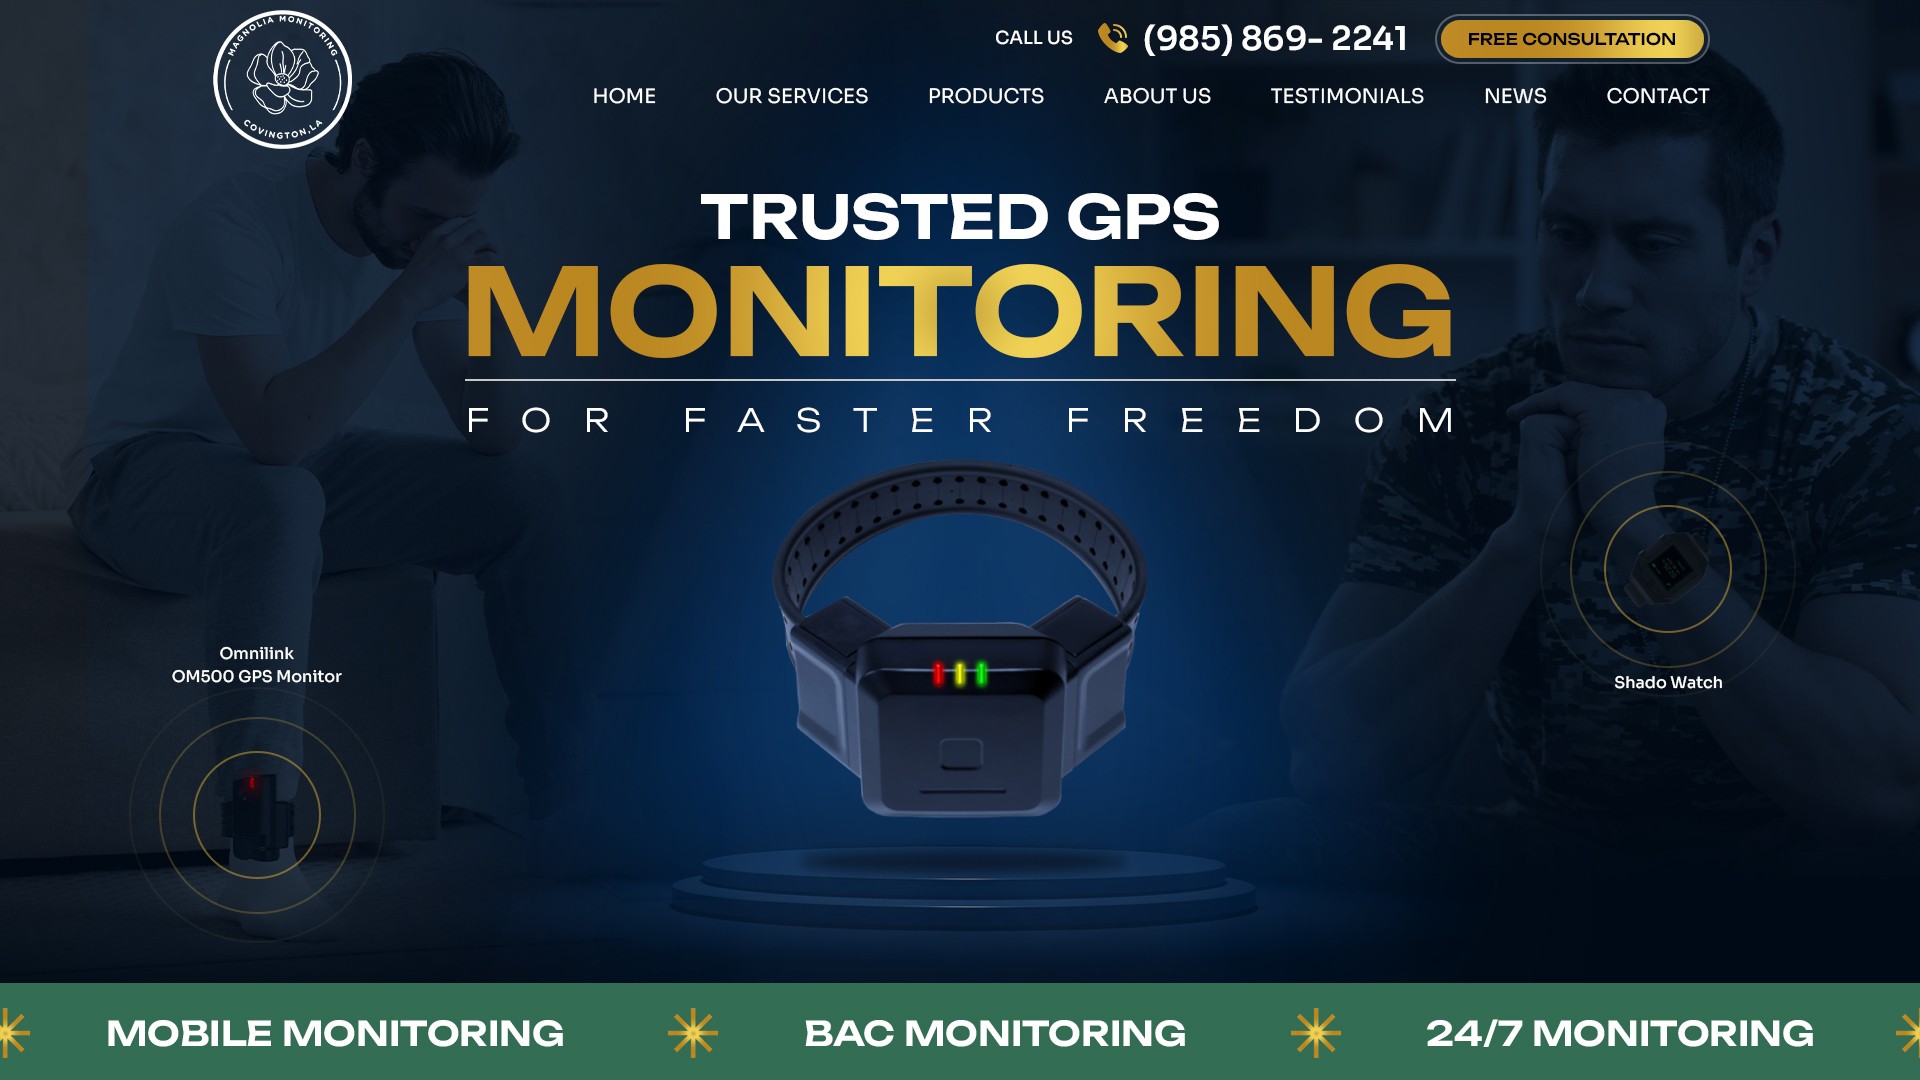 MAGNOLIA MONITORING
COVINGTON, LA
CALL US (985) 869- 2241 FREE CONSULTATION
HOME OUR SERVICES PRODUCTS ABOUT US TESTIMONIALS NEWS CONTACT
TRUSTED GPS
MONITORING
FOR FASTER FREEDOM
Omnilink
OM500 GPS Monitor
Shado Watch
MOBILE MONITORING BAC MONITORING 24/7 MONITORING